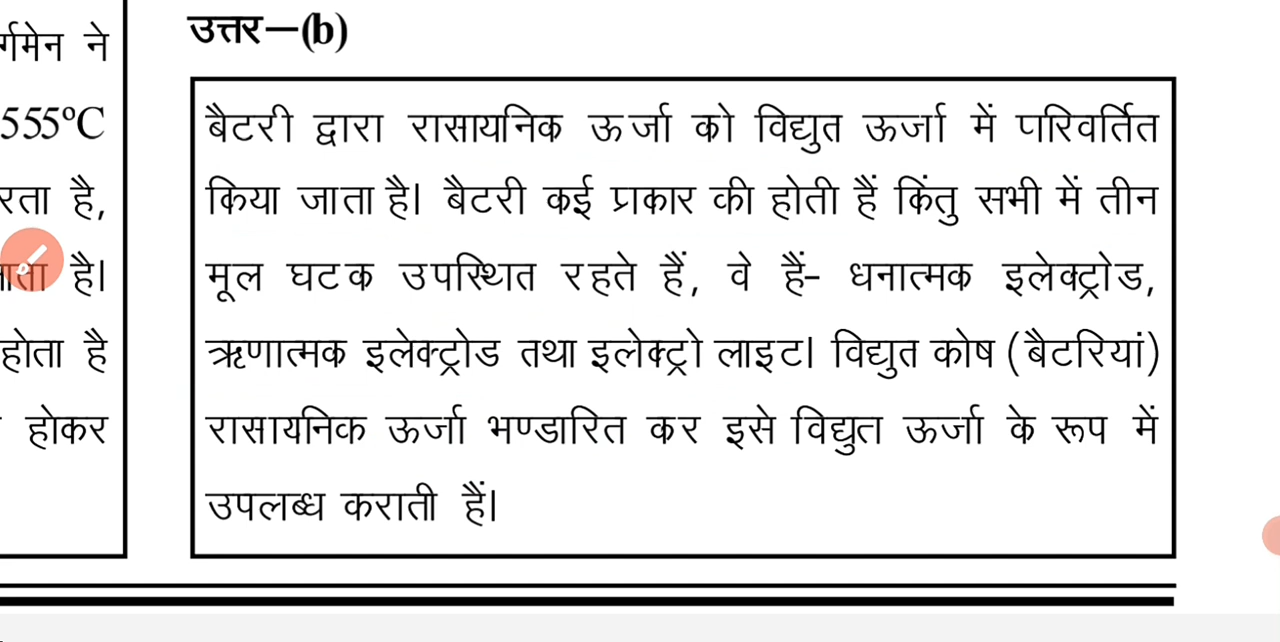 र्गमेन ने
555°C
रता है,
है।
होता है
होकर
उत्तर–(b)
बैटरी द्वारा रासायनिक ऊर्जा को विद्युत ऊर्जा में परिवर्तित
किया जाता है। बैटरी कई प्रकार की होती हैं किंतु सभी में तीन
मूल घटक उपस्थित रहते हैं, वे हैं- धनात्मक इलेक्ट्रोड,
ऋणात्मक इलेक्ट्रोड तथा इलेक्ट्रो लाइट। विद्युत कोष (बैटरियां)
रासायनिक ऊर्जा भण्डारित कर इसे विद्युत ऊर्जा के रूप में
उपलब्ध कराती हैं।